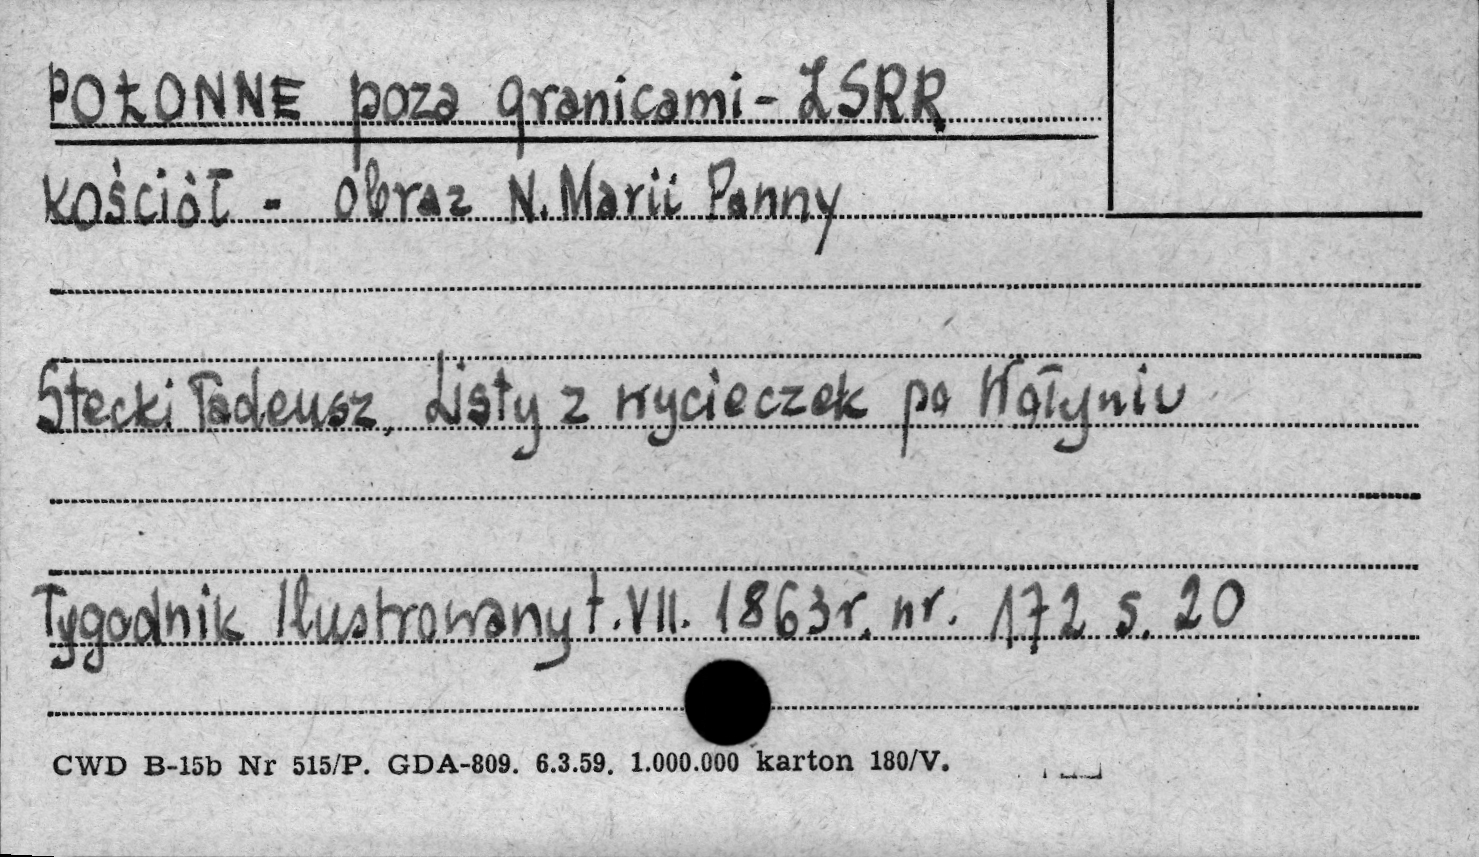 POŁONNE poza granicami - ZSRR
Kościół - obraz N. Marii Panny
Stecki Tadeusz, Listy z wycieczek po Wołyniu
Tygodnik Ilustrowany t. VII. 1863 r. nr. 172 s. 20
CWD B-15b Nr 515/P. GDA-809. 6.3.59. 1.000.000 karton 180/V.